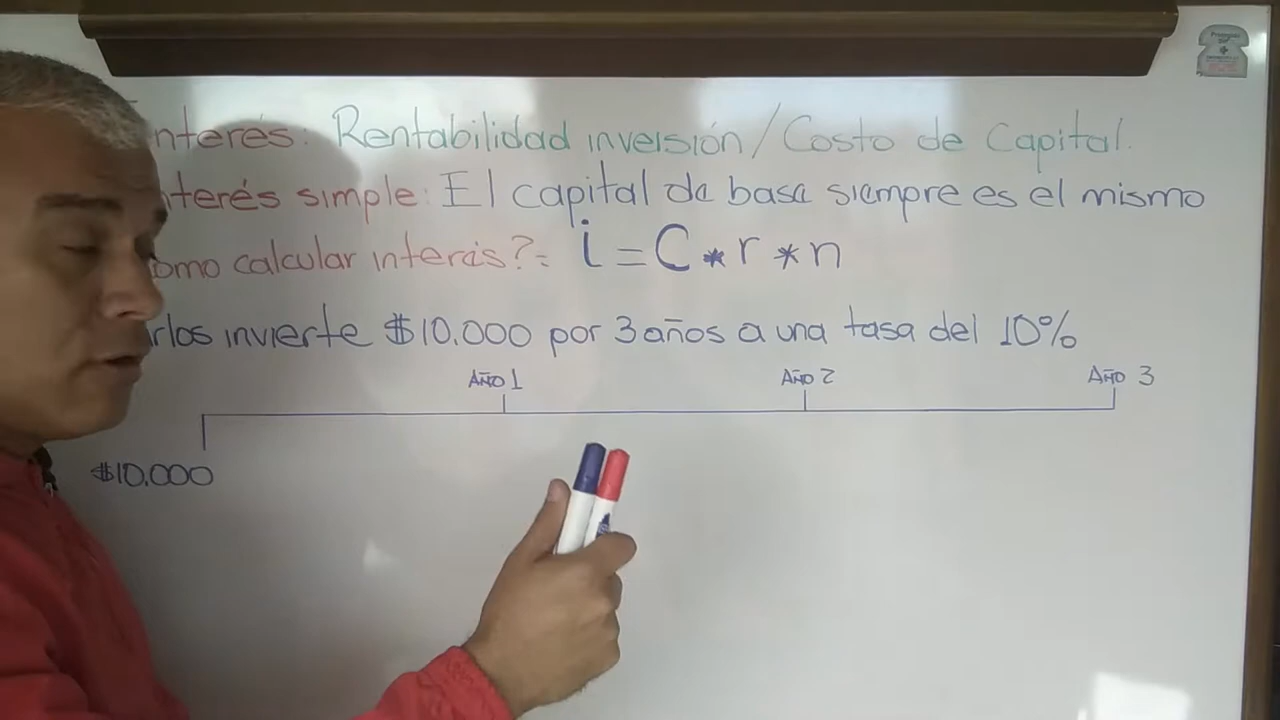 nterés: Rentabilidad inversión/Costo de Capital.
nterés simple: El capital de base siempre es el mismo
omo calcular interés?= i = C * r * n
rlos invierte $10.000 por 3 años a una tasa del 10%
AÑO 1 AÑO 2 AÑO 3
$10.000